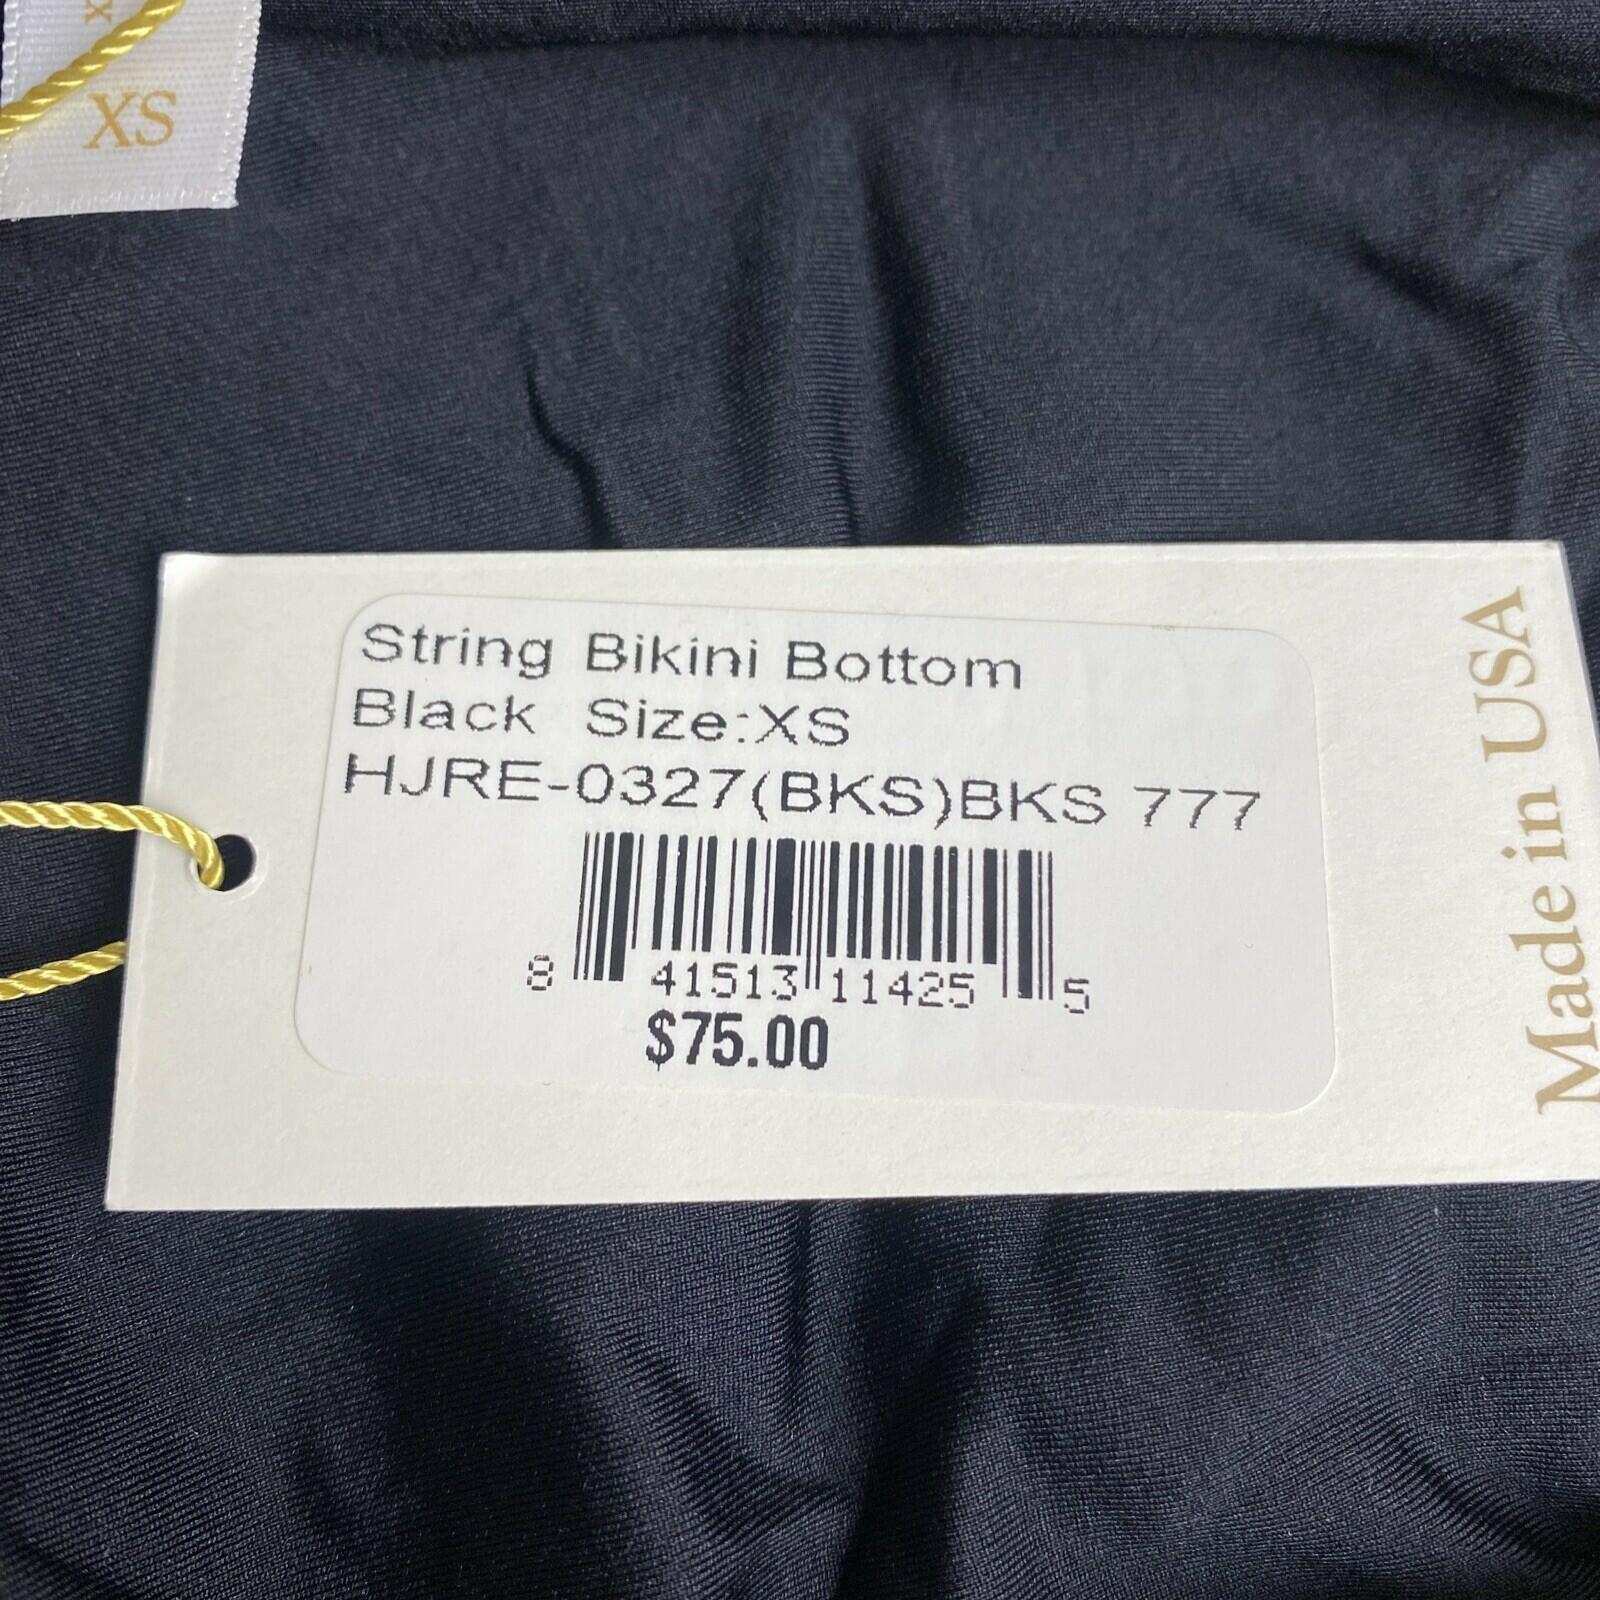 XS
String Bikini Bottom
Black Size:XS
HJRE-0327(BKS)BKS 777
8 41513 11425 5
$75.00
Made in USA